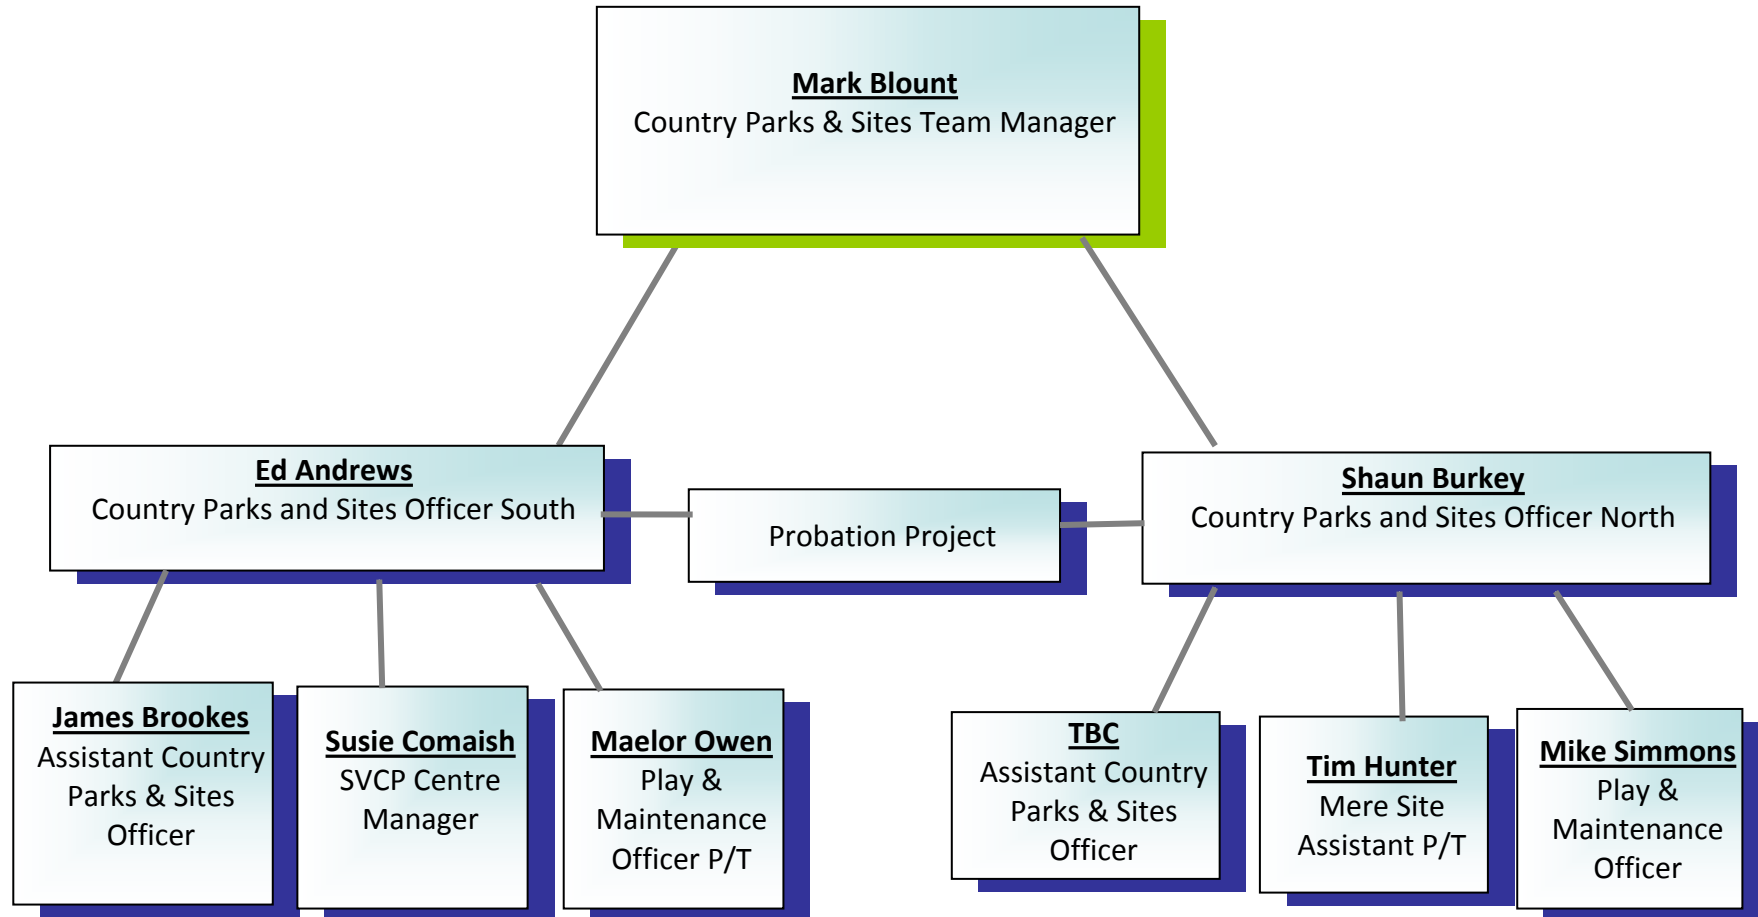 Mark Blount
Country Parks & Sites Team Manager
Ed Andrews
Country Parks and Sites Officer South
Probation Project
Shaun Burkey
Country Parks and Sites Officer North
James Brookes
Assistant Country
Parks & Sites
Officer
Susie Comaish
SVCP Centre
Manager
Maelor Owen
Play &
Maintenance
Officer P/T
TBC
Assistant Country
Parks & Sites
Officer
Tim Hunter
Mere Site
Assistant P/T
Mike Simmons
Play &
Maintenance
Officer